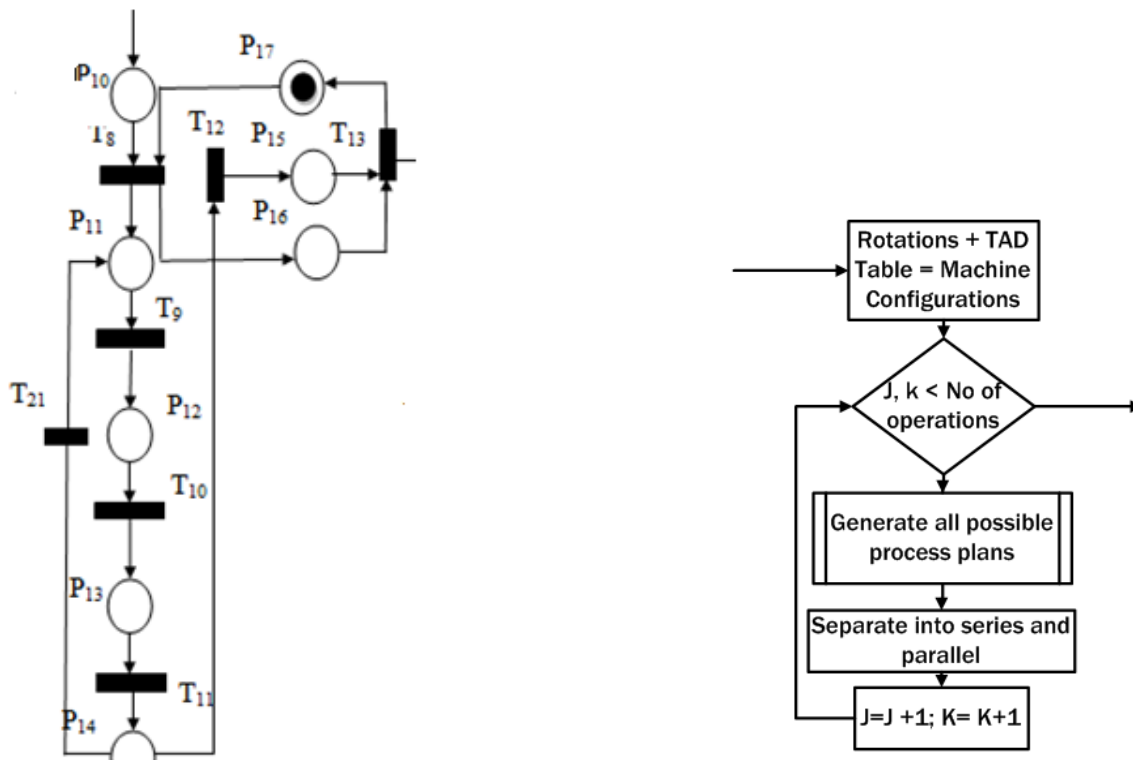 P17
P10
T12
P15
T13
T8
P16
P11
T9
T21
P12
T10
P13
T11
P14
Rotations + TAD
Table = Machine
Configurations
J, k < No of
operations
Generate all possible
process plans
Separate into series and
parallel
J=J +1; K= K+1